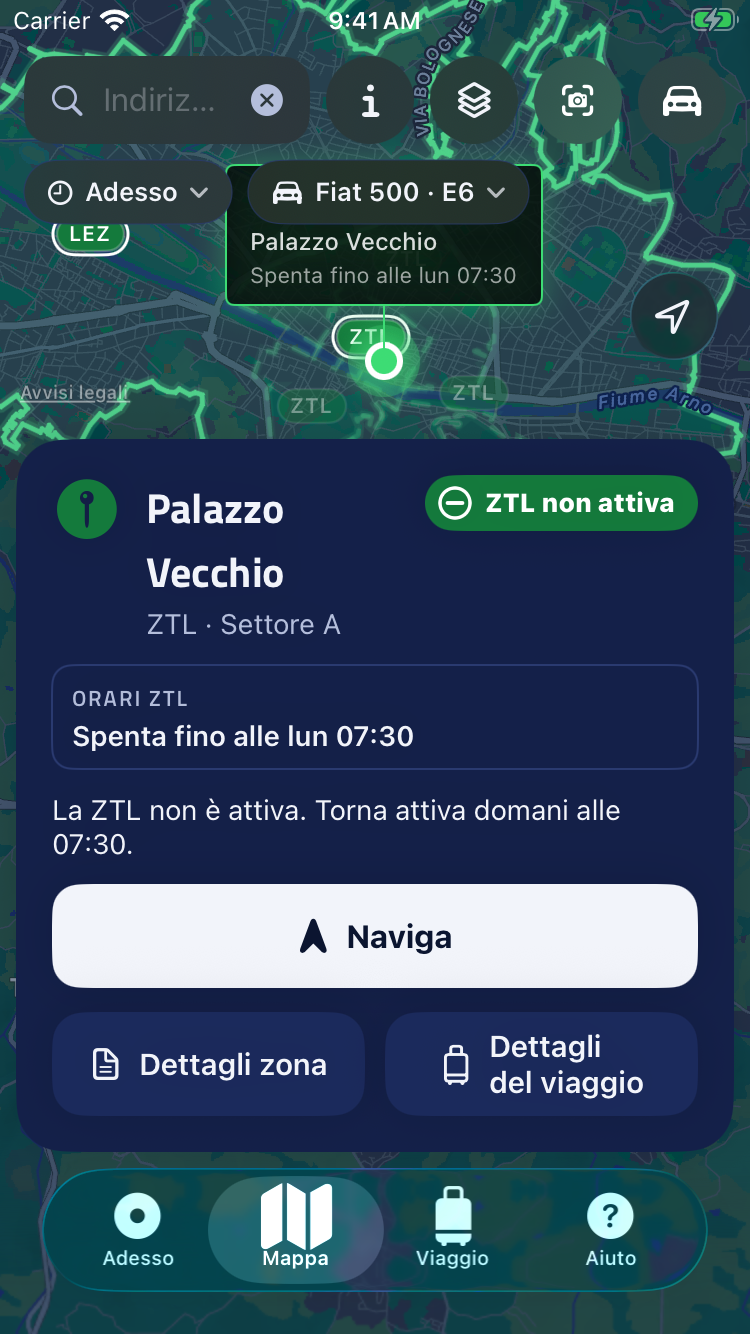 Carrier 9:41 AM
VIA BOLOGNESE
Indiriz...
Adesso
Fiat 500 · E6
LEZ
Palazzo Vecchio
Spenta fino alle lun 07:30
ZTL
Avvisi legali
ZTL
ZTL
Fiume Arno
Palazzo
Vecchio
ZTL non attiva
ZTL · Settore A
ORARI ZTL
Spenta fino alle lun 07:30
La ZTL non è attiva. Torna attiva domani alle
07:30.
Naviga
Dettagli zona
Dettagli
del viaggio
Adesso
Mappa
Viaggio
Aiuto